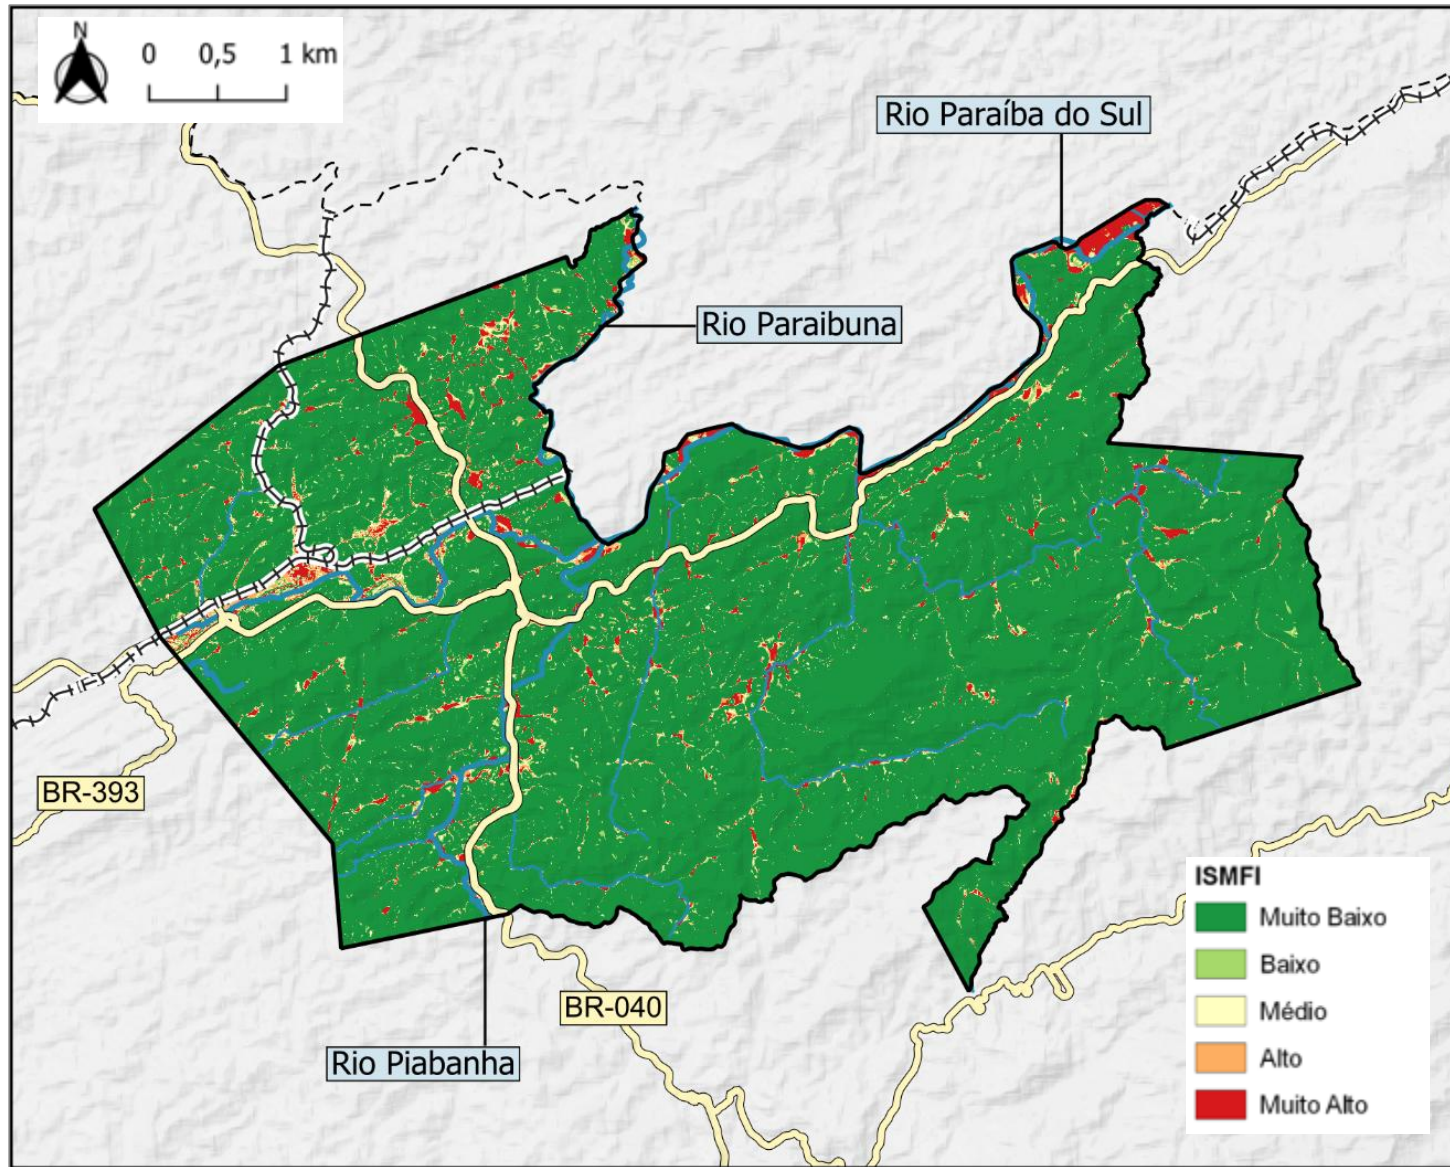 N
0 0,5 1 km
Rio Paraíba do Sul
Rio Paraibuna
BR-393
BR-040
Rio Piabanha
ISMFI
Muito Baixo
Baixo
Médio
Alto
Muito Alto